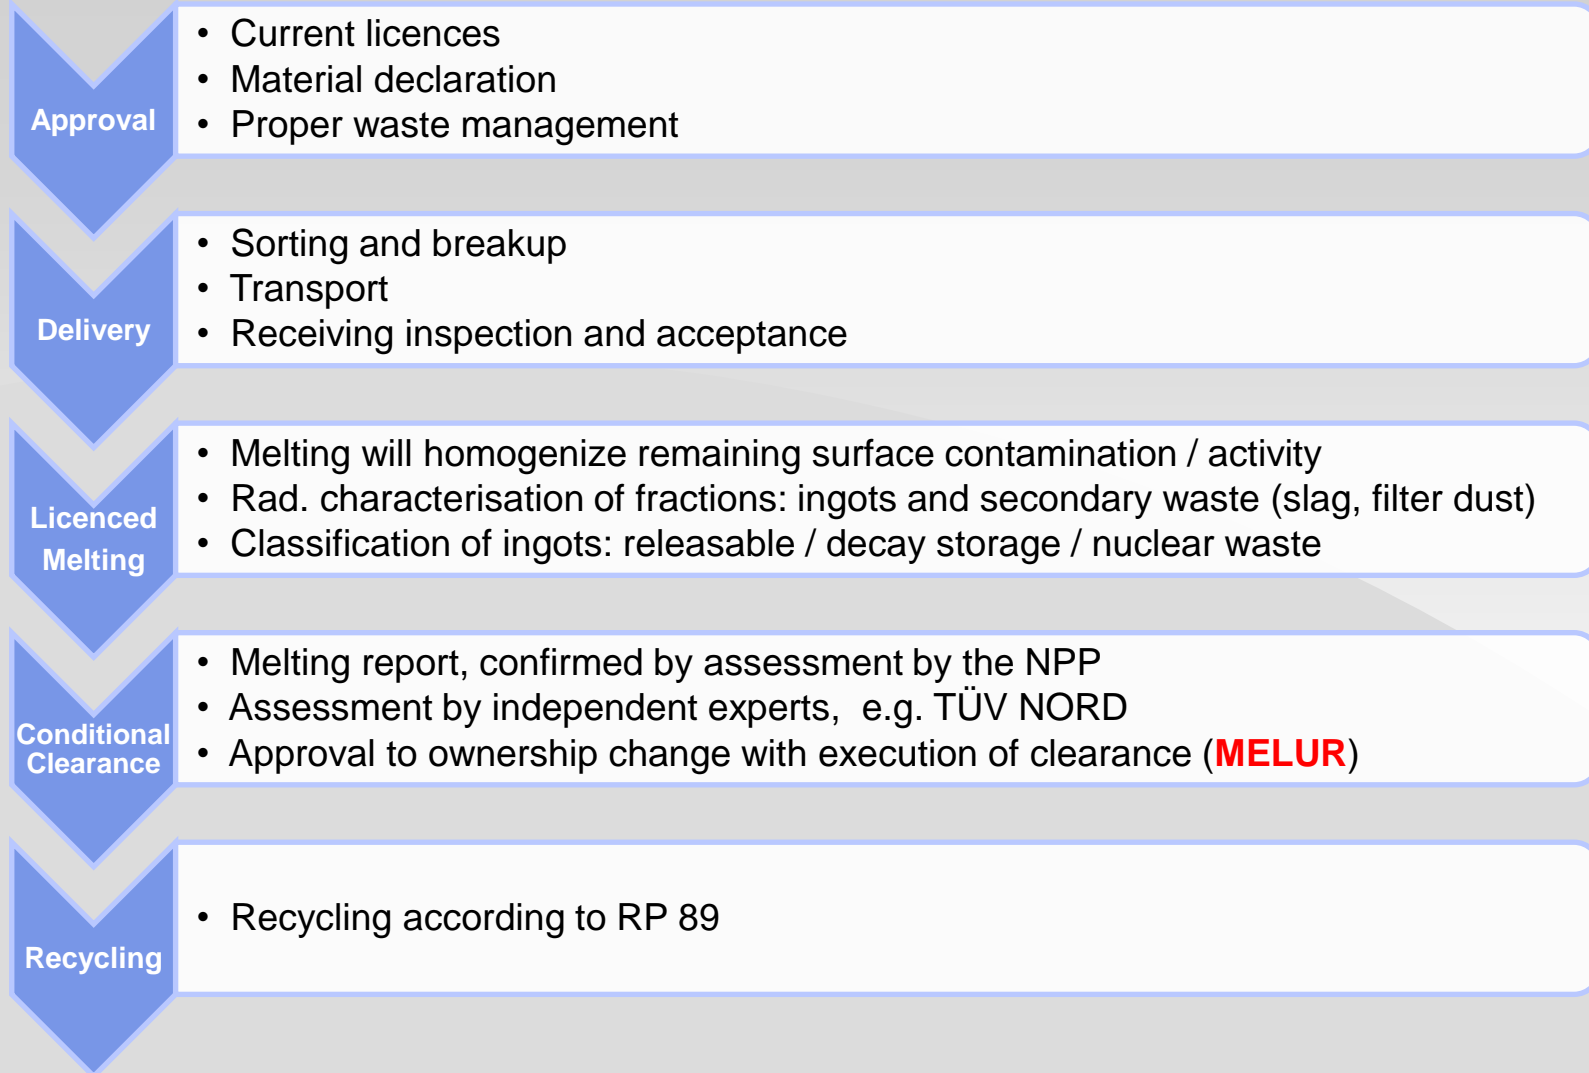 Approval
• Current licences
• Material declaration
• Proper waste management
Delivery
• Sorting and breakup
• Transport
• Receiving inspection and acceptance
Licenced
Melting
• Melting will homogenize remaining surface contamination / activity
• Rad. characterisation of fractions: ingots and secondary waste (slag, filter dust)
• Classification of ingots: releasable / decay storage / nuclear waste
Conditional
Clearance
• Melting report, confirmed by assessment by the NPP
• Assessment by independent experts, e.g. TÜV NORD
• Approval to ownership change with execution of clearance (MELUR)
Recycling
• Recycling according to RP 89